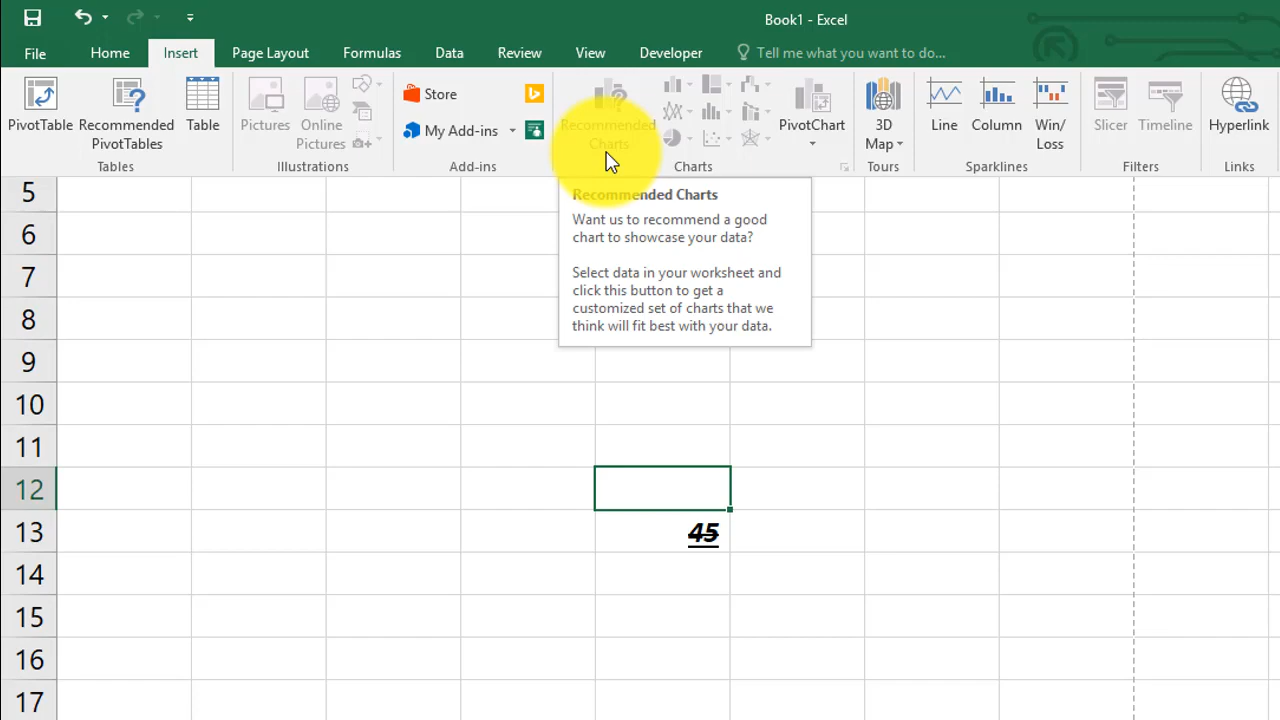 Book1 - Excel
File Home Insert Page Layout Formulas Data Review View Developer Tell me what you want to do...
PivotTable
Recommended
PivotTables
Table
Tables
Pictures
Online
Pictures
Illustrations
Store
My Add-ins
Add-ins
Recommended
Charts
PivotChart
Charts
3D
Map
Tours
Line
Column
Win/
Loss
Sparklines
Slicer
Timeline
Filters
Hyperlink
Links
Recommended Charts
Want us to recommend a good
chart to showcase your data?
Select data in your worksheet and
click this button to get a
customized set of charts that we
think will fit best with your data.
5
6
7
8
9
10
11
12
13 45
14
15
16
17